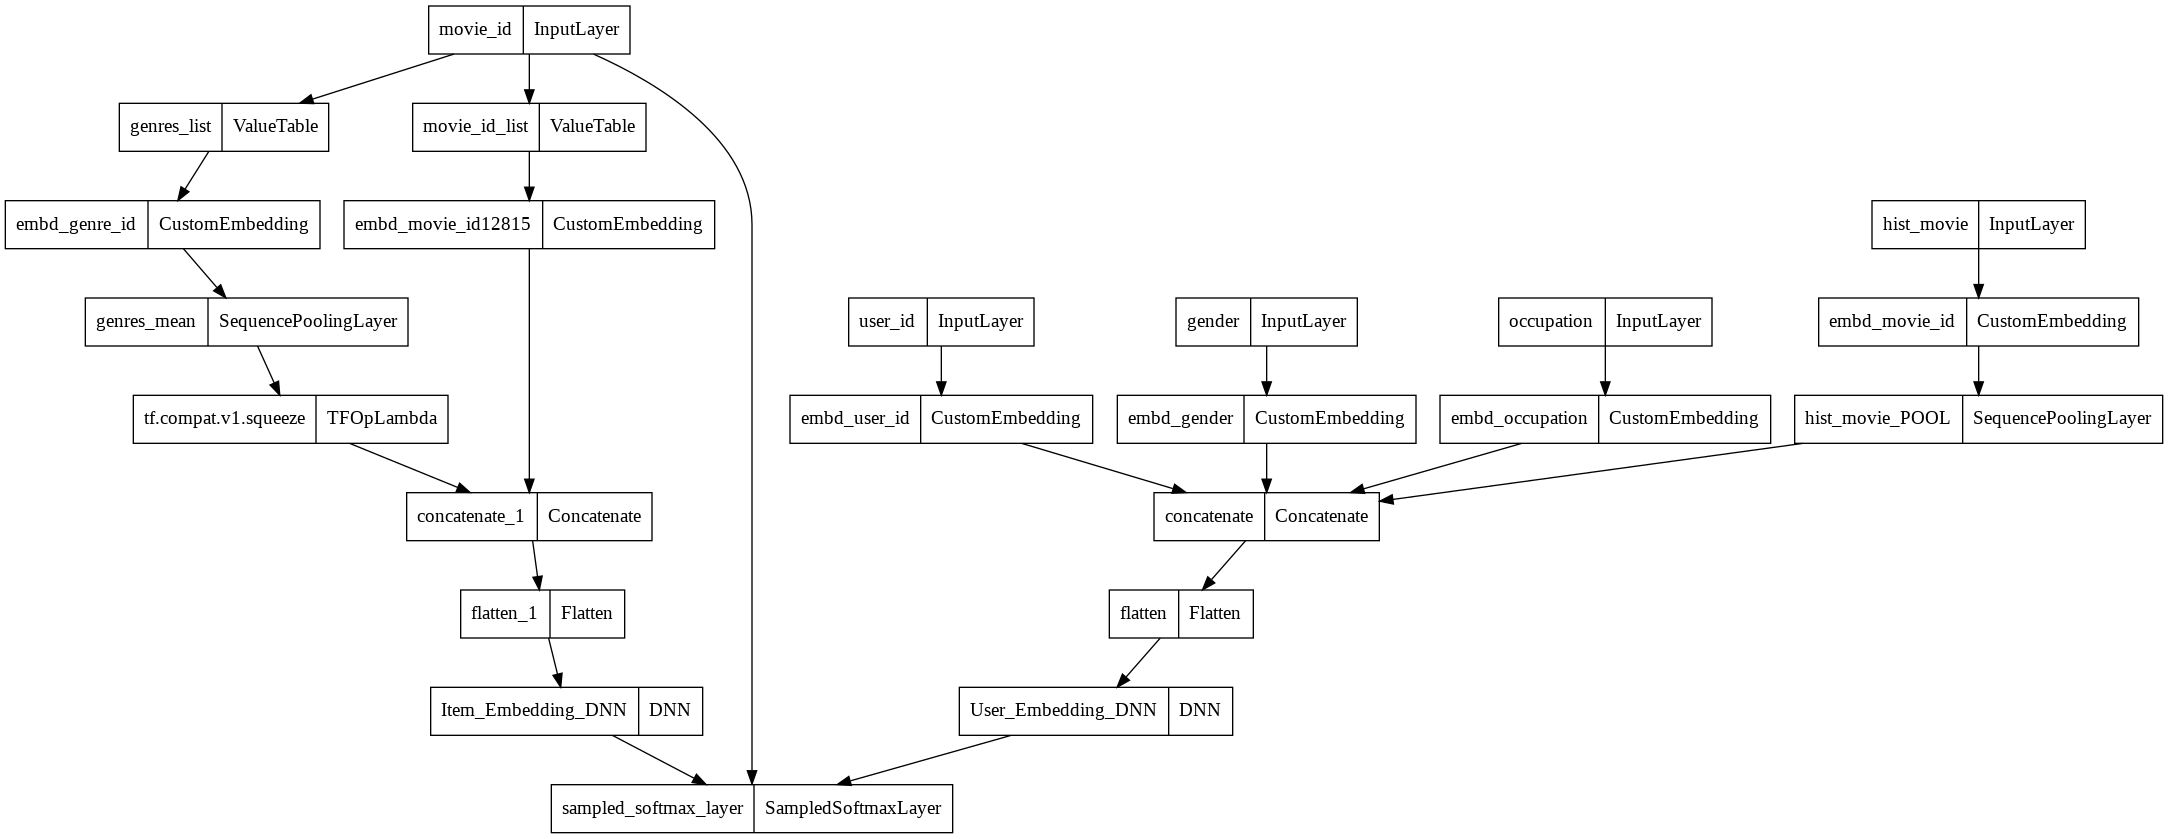 movie_id InputLayer
genres_list ValueTable
movie_id_list ValueTable
embd_genre_id CustomEmbedding
embd_movie_id12815 CustomEmbedding
hist_movie InputLayer
genres_mean SequencePoolingLayer
user_id InputLayer
gender InputLayer
occupation InputLayer
embd_movie_id CustomEmbedding
tf.compat.v1.squeeze TFOpLambda
embd_user_id CustomEmbedding
embd_gender CustomEmbedding
embd_occupation CustomEmbedding
hist_movie_POOL SequencePoolingLayer
concatenate_1 Concatenate
concatenate Concatenate
flatten_1 Flatten
flatten Flatten
Item_Embedding_DNN DNN
User_Embedding_DNN DNN
sampled_softmax_layer SampledSoftmaxLayer